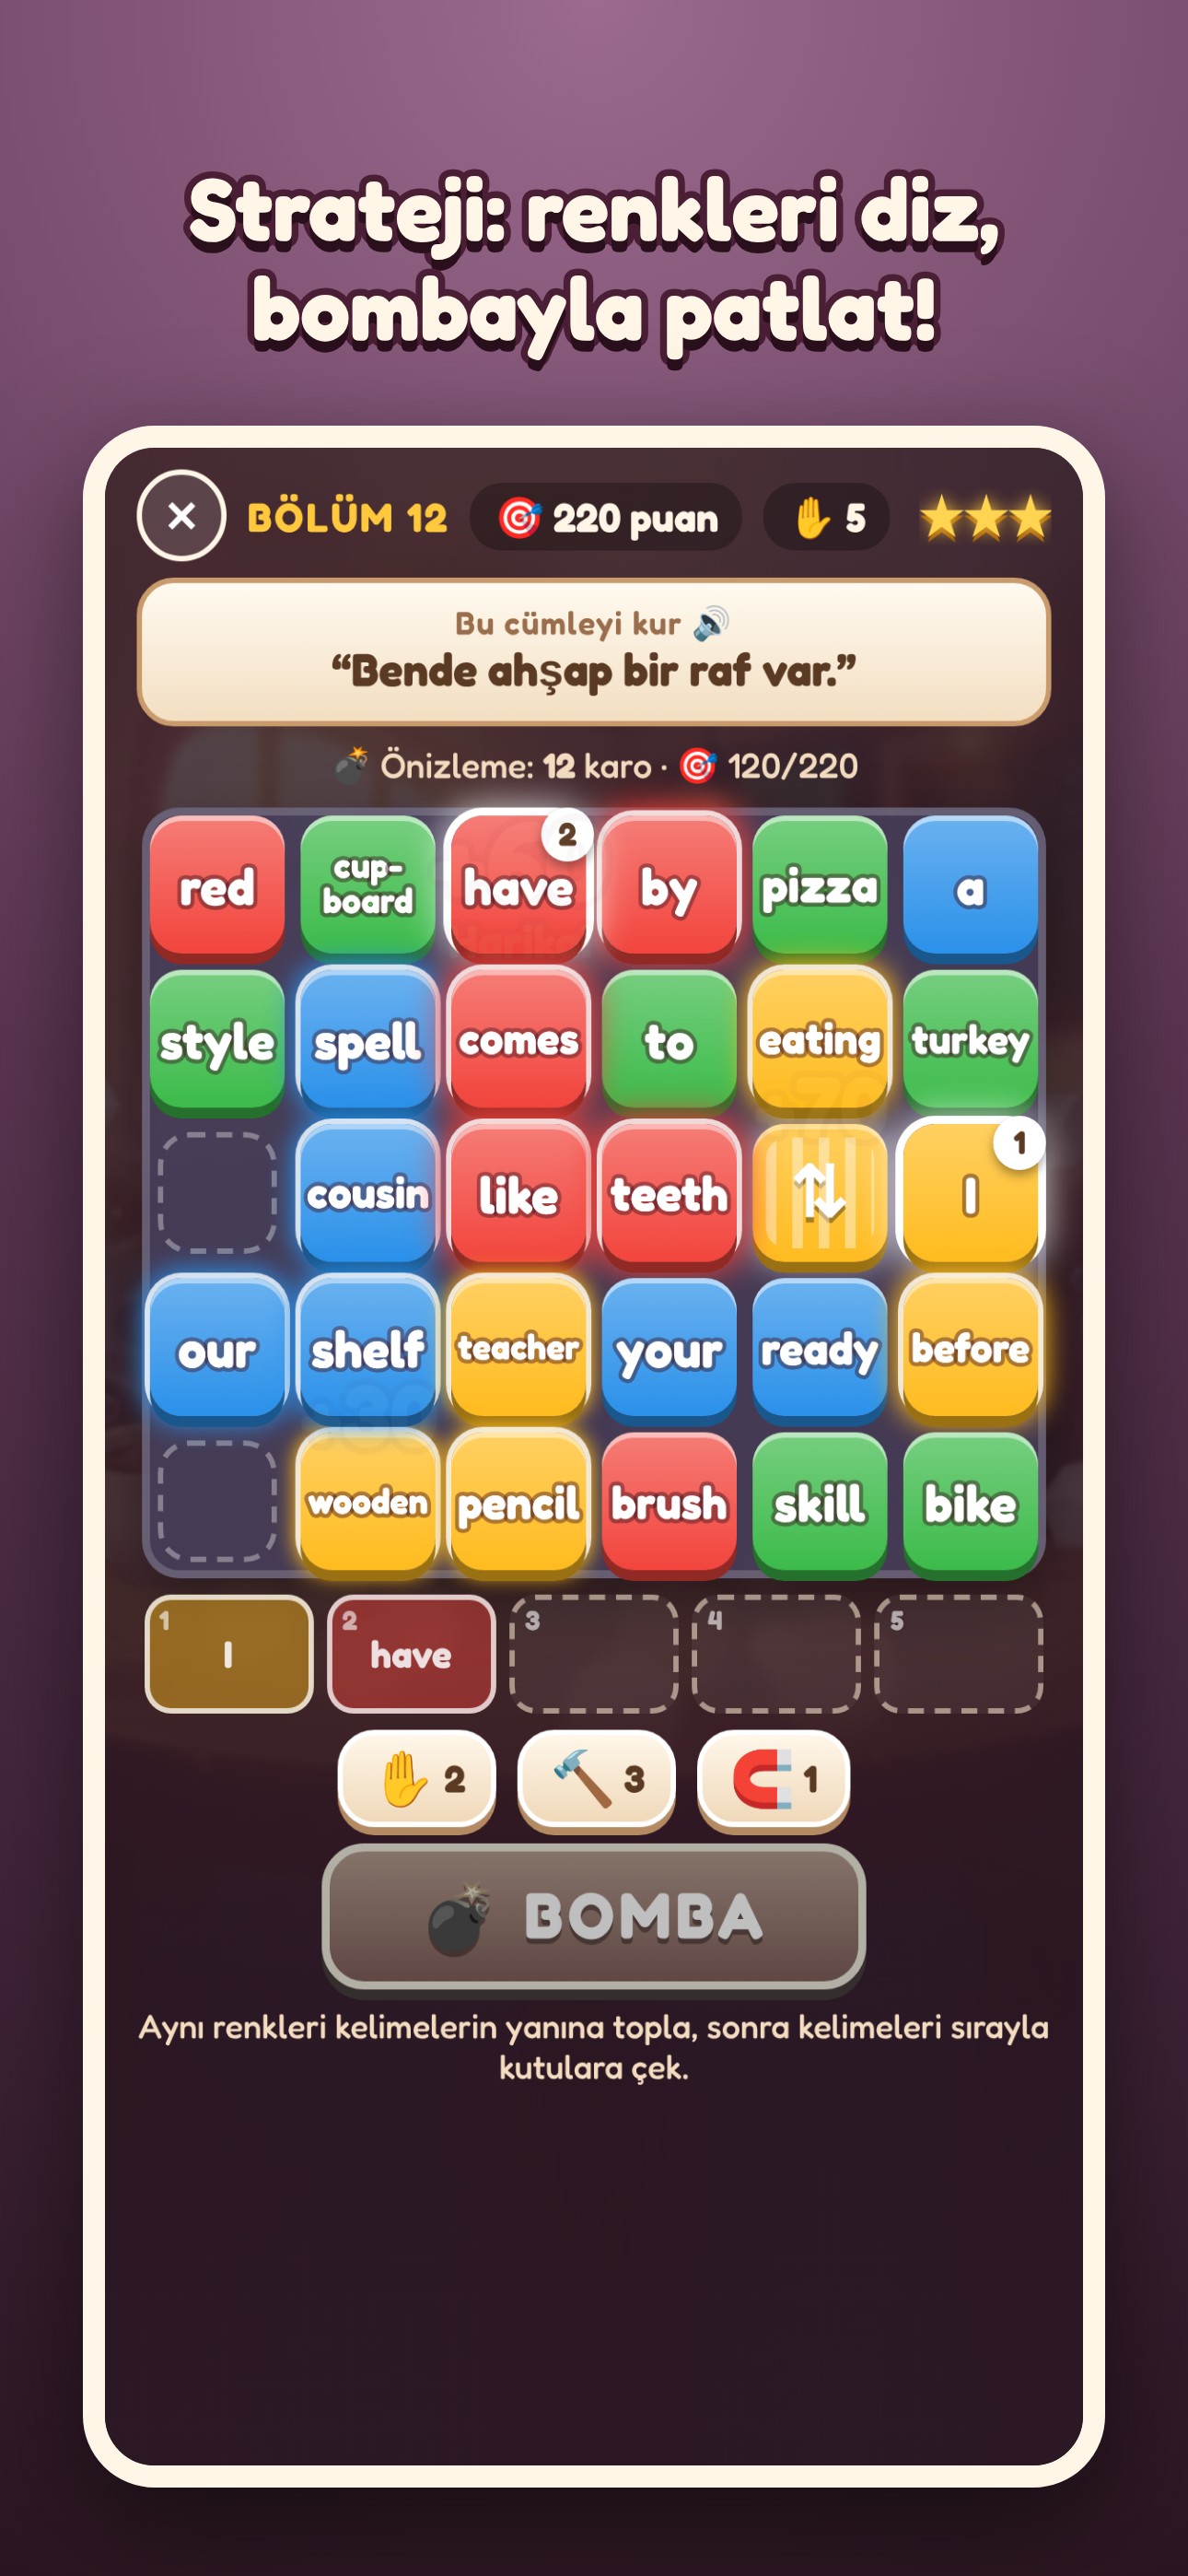 Strateji: renkleri diz,
bombayla patlat!
× BÖLÜM 12 220 puan 5
Bu cümleyi kur
“Bende ahşap bir raf var.”
Önizleme: 12 karo · 120/220
red cup-board have 2 by pizza a
style spell comes to eating turkey
cousin like teeth I 1
our shelf teacher your ready before
wooden pencil brush skill bike
1 I 2 have 3 4 5
2 3 1
BOMBA
Aynı renkleri kelimelerin yanına topla, sonra kelimeleri sırayla
kutulara çek.